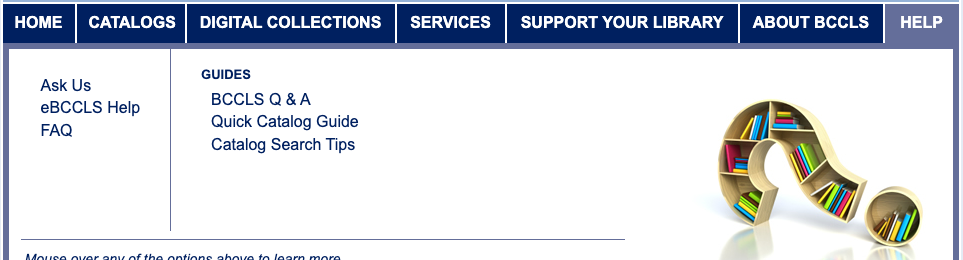 HOME CATALOGS DIGITAL COLLECTIONS SERVICES SUPPORT YOUR LIBRARY ABOUT BCCLS HELP
Ask Us
eBCCLS Help
FAQ
GUIDES
BCCLS Q & A
Quick Catalog Guide
Catalog Search Tips
Mouse over any of the options above to learn more